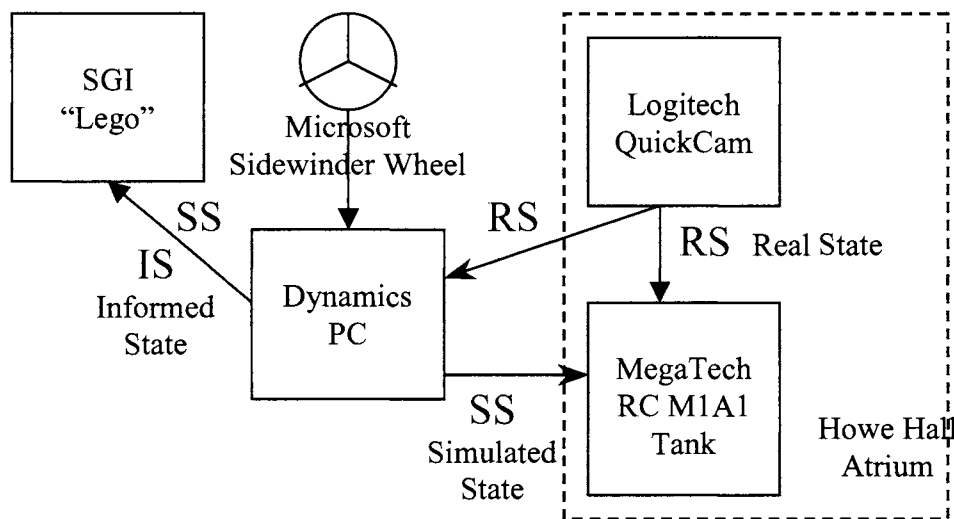 SGI
“Lego”
Microsoft
Sidewinder Wheel
Logitech
QuickCam
SS
IS
Informed
State
RS
RS Real State
Dynamics
PC
SS
Simulated
State
MegaTech
RC M1A1
Tank
Howe Hall
Atrium